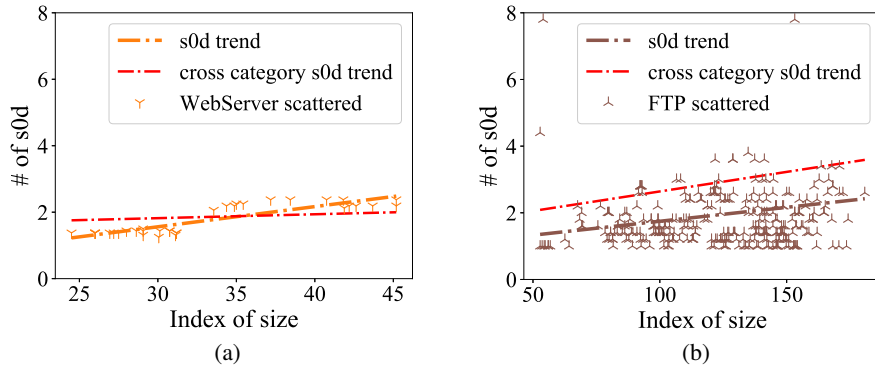 8
6
4
2
0
# of s0d
s0d trend
cross category s0d trend
WebServer scattered
25 30 35 40 45
Index of size
(a)
8
6
4
2
0
# of s0d
s0d trend
cross category s0d trend
FTP scattered
50 100 150
Index of size
(b)